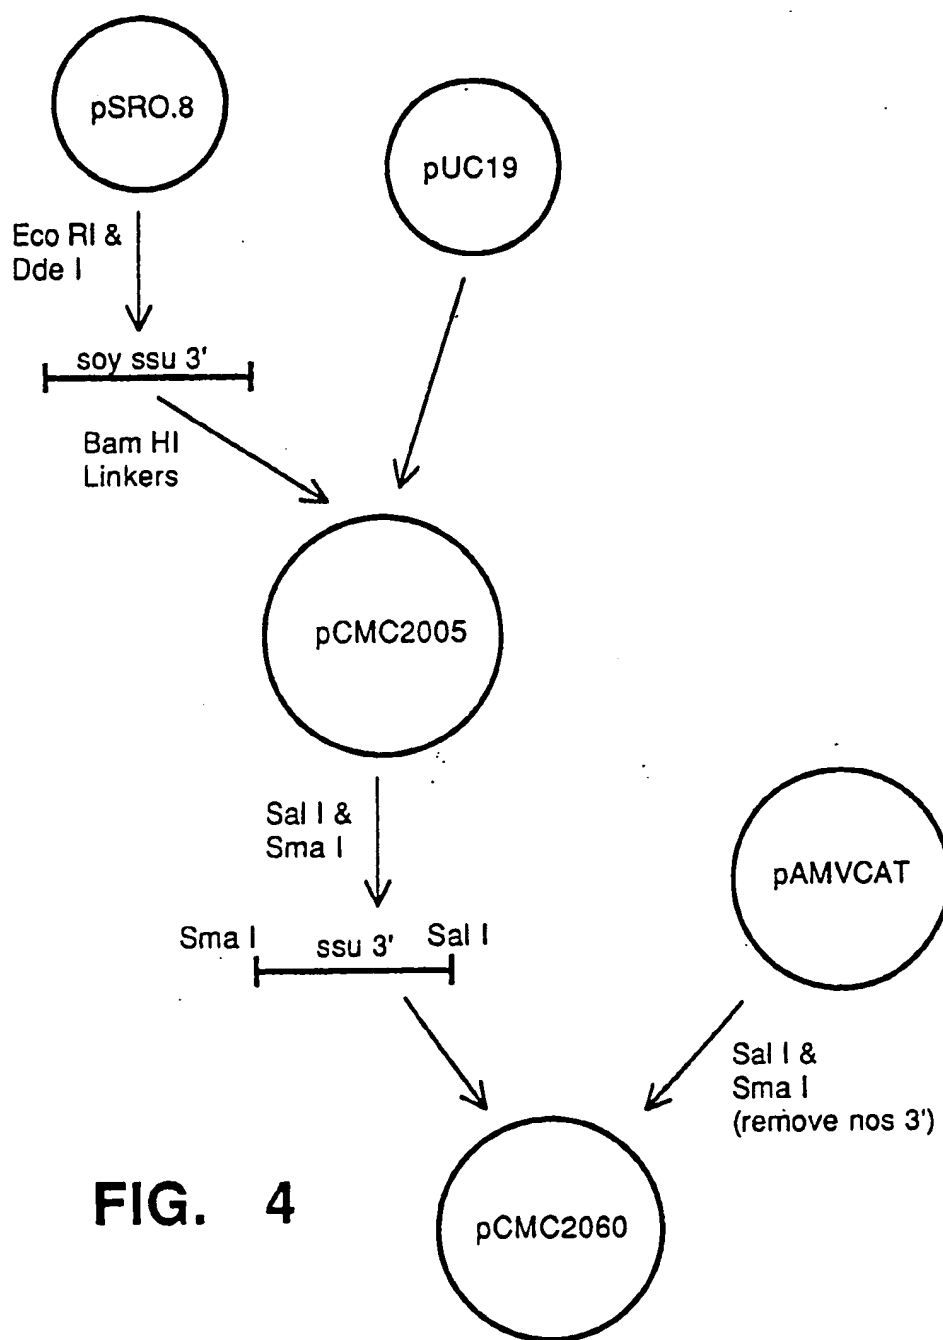 pSRO.8
pUC19
Eco RI &
Dde I
soy ssu 3'
Bam HI
Linkers
pCMC2005
Sal I &
Sma I
pAMVCAT
Sma I
ssu 3'
Sal I
Sal I &
Sma I
(remove nos 3')
FIG. 4
pCMC2060